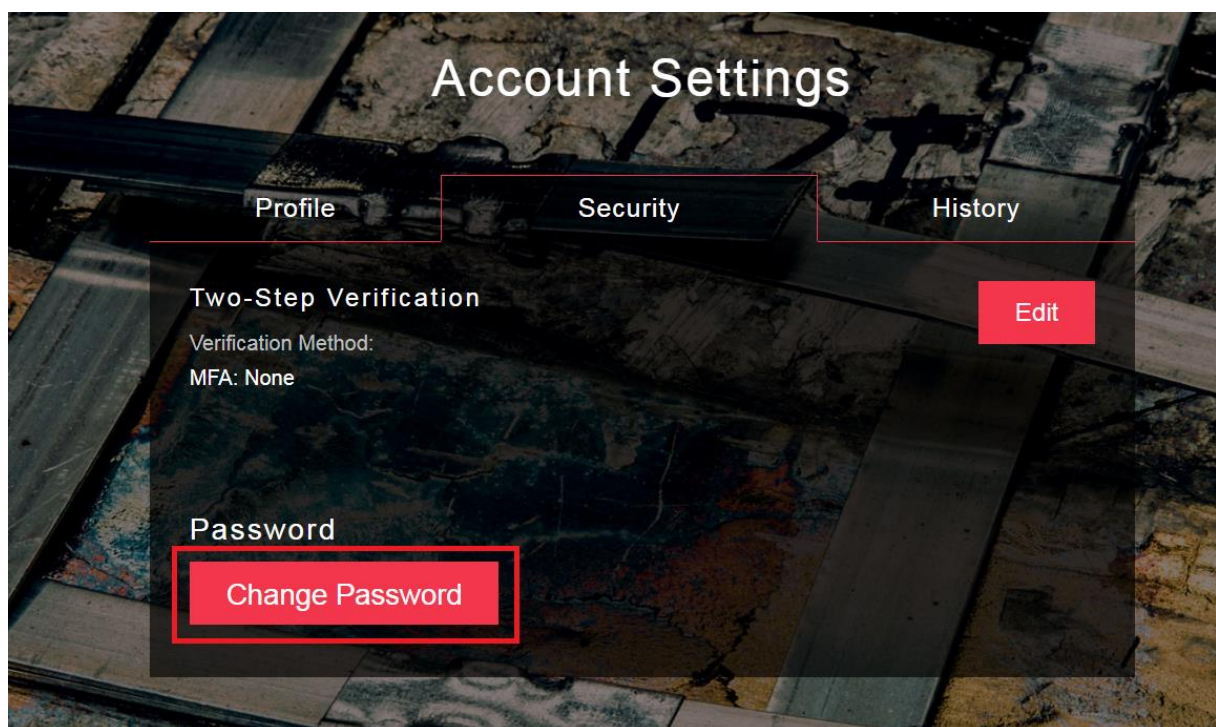 Account Settings
Profile
Security
History
Two-Step Verification
Edit
Verification Method:
MFA: None
Password
Change Password